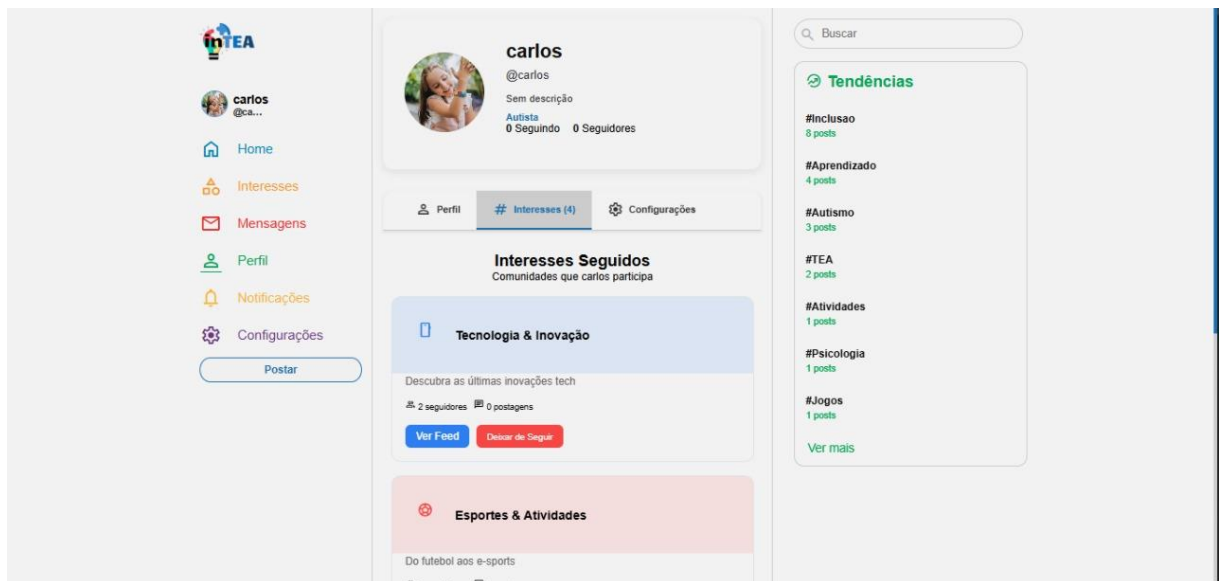 inTEA
carlos
@ca...
Home
Interesses
Mensagens
Perfil
Notificações
Configurações
Postar
carlos
@carlos
Sem descrição
Autista
0 Seguindo 0 Seguidores
Perfil # Interesses (4) Configurações
Interesses Seguidos
Comunidades que carlos participa
Tecnologia & Inovação
Descubra as últimas inovações tech
2 seguidores 0 postagens
Ver Feed Deixar de Seguir
Esportes & Atividades
Do futebol aos e-sports
Buscar
Tendências
#Inclusao
8 posts
#Aprendizado
4 posts
#Autismo
3 posts
#TEA
2 posts
#Atividades
1 posts
#Psicologia
1 posts
#Jogos
1 posts
Ver mais